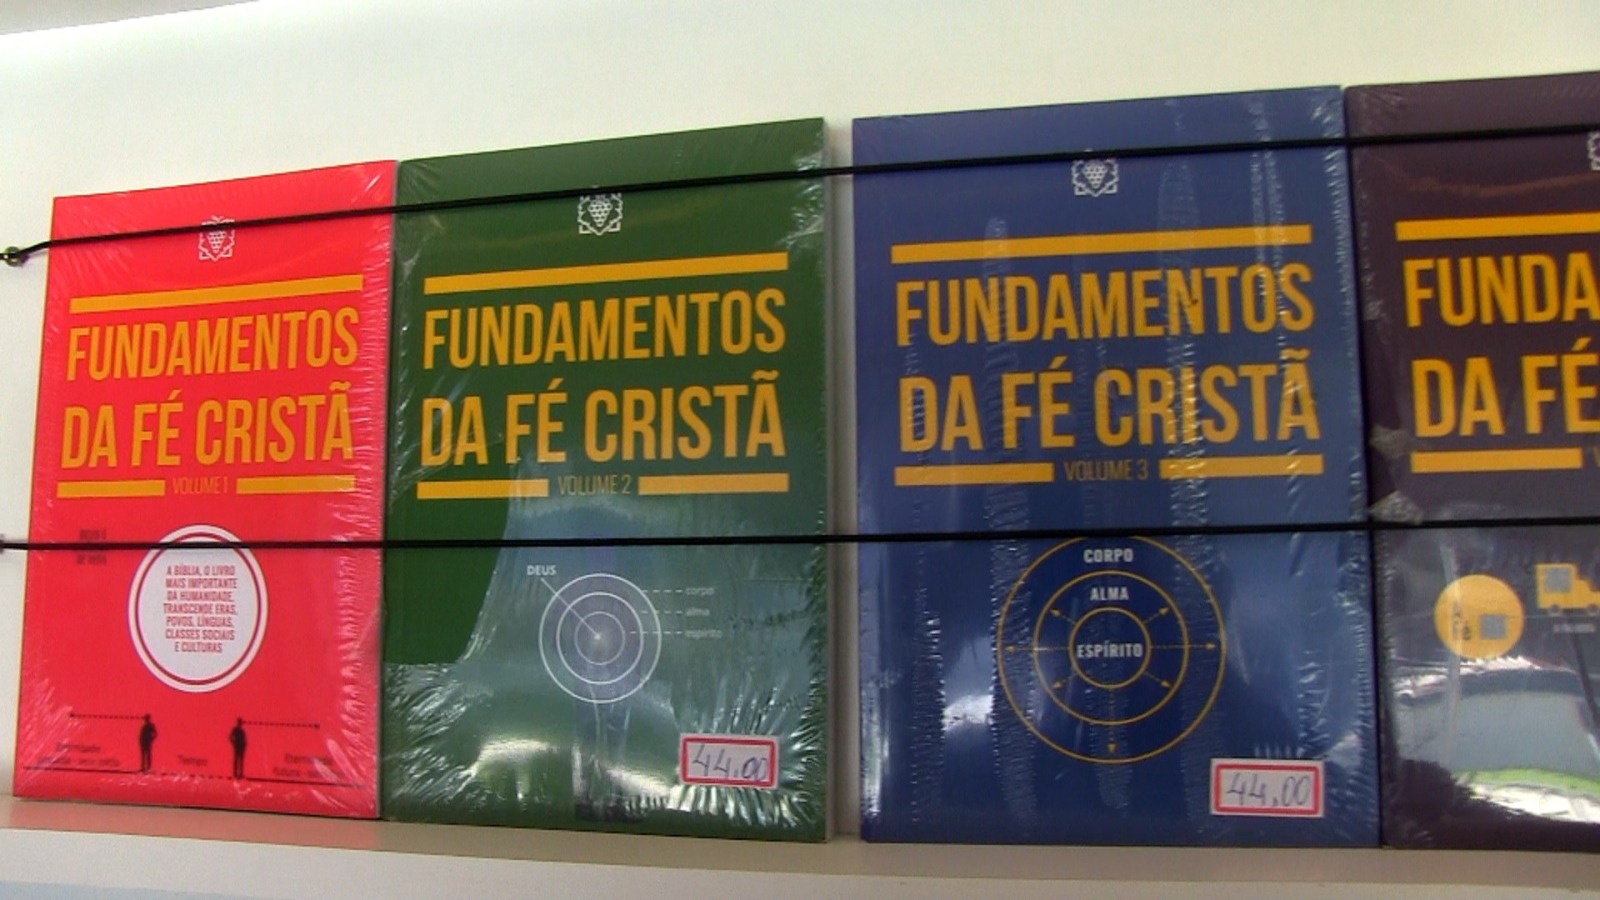 FUNDAMENTOS
DA FÉ CRISTÃ
VOLUME 1
A BÍBLIA, O LIVRO
MAIS IMPORTANTE
DA HUMANIDADE,
TRANSCENDE ERAS,
POVOS, LÍNGUAS,
CLASSES SOCIAIS
E CULTURAS
Tempo
FUNDAMENTOS
DA FÉ CRISTÃ
VOLUME 2
DEUS
corpo
alma
espírito
44,00
FUNDAMENTOS
DA FÉ CRISTÃ
VOLUME 3
CORPO
ALMA
ESPÍRITO
44,00
FUNDA
DA FÉ